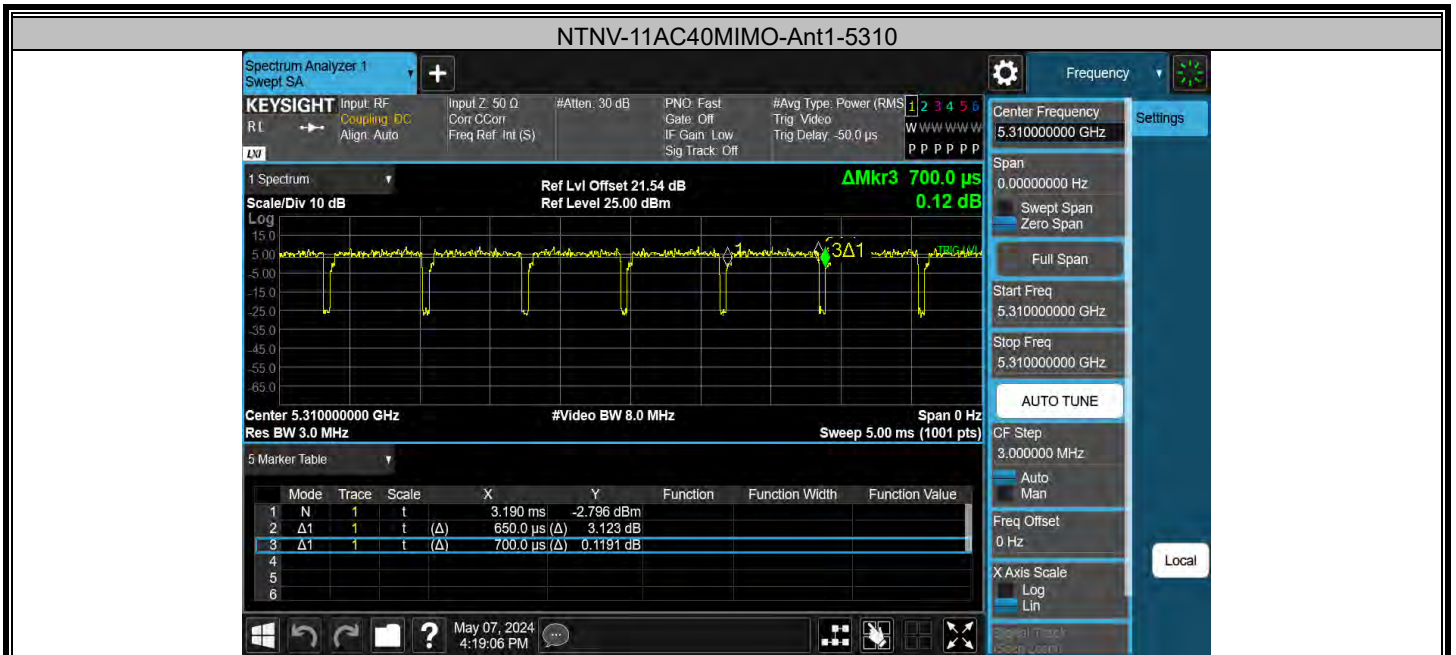 NTNV-11AC40MIMO-Ant1-5310
Spectrum Analyzer 1
Swept SA
+
Frequency
KEYSIGHT
RL
LXI
Input: RF
Coupling: DC
Align: Auto
Input Z: 50 Ω
Corr CCorr
Freq Ref: Int (S)
#Atten: 30 dB
PNO: Fast
Gate: Off
IF Gain: Low
Sig Track: Off
#Avg Type: Power (RMS
Trig: Video
Trig Delay: -50.0 µs
1 2 3 4 5 6
W W W W W W
P P P P P P
1 Spectrum
Scale/Div 10 dB
Ref Lvl Offset 21.54 dB
Ref Level 25.00 dBm
ΔMkr3 700.0 µs
0.12 dB
Log
15.0
5.00
-5.00
-15.0
-25.0
-35.0
-45.0
-55.0
-65.0
1
3Δ1
TRIG LVL
Center 5.310000000 GHz
#Video BW 8.0 MHz
Span 0 Hz
Res BW 3.0 MHz
Sweep 5.00 ms (1001 pts)
5 Marker Table
Mode Trace Scale X Y Function Function Width Function Value
1 N 1 t 3.190 ms -2.796 dBm
2 Δ1 1 t (Δ) 650.0 µs (Δ) 3.123 dB
3 Δ1 1 t (Δ) 700.0 µs (Δ) 0.1191 dB
4
5
6
?
May 07, 2024
4:19:06 PM
Center Frequency
5.310000000 GHz
Settings
Span
0.00000000 Hz
Swept Span
Zero Span
Full Span
Start Freq
5.310000000 GHz
Stop Freq
5.310000000 GHz
AUTO TUNE
CF Step
3.000000 MHz
Auto
Man
Freq Offset
0 Hz
X Axis Scale
Log
Lin
Local
Signal Track
(Span Zoom)